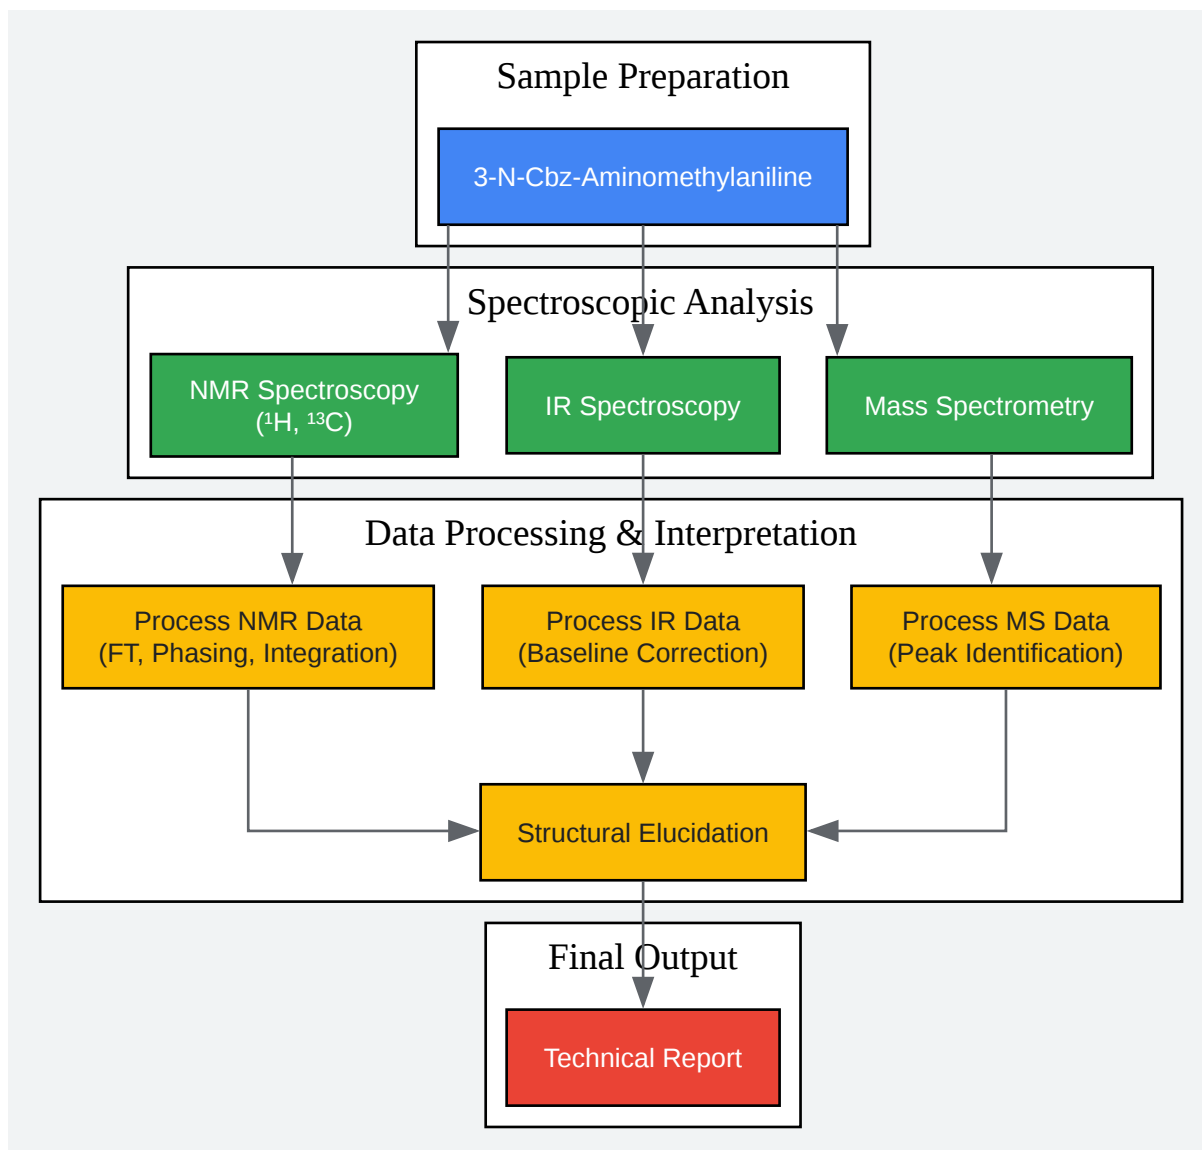 Sample Preparation
3-N-Cbz-Aminomethylaniline
Spectroscopic Analysis
NMR Spectroscopy
(¹H, ¹³C)
IR Spectroscopy
Mass Spectrometry
Data Processing & Interpretation
Process NMR Data
(FT, Phasing, Integration)
Process IR Data
(Baseline Correction)
Process MS Data
(Peak Identification)
Structural Elucidation
Final Output
Technical Report